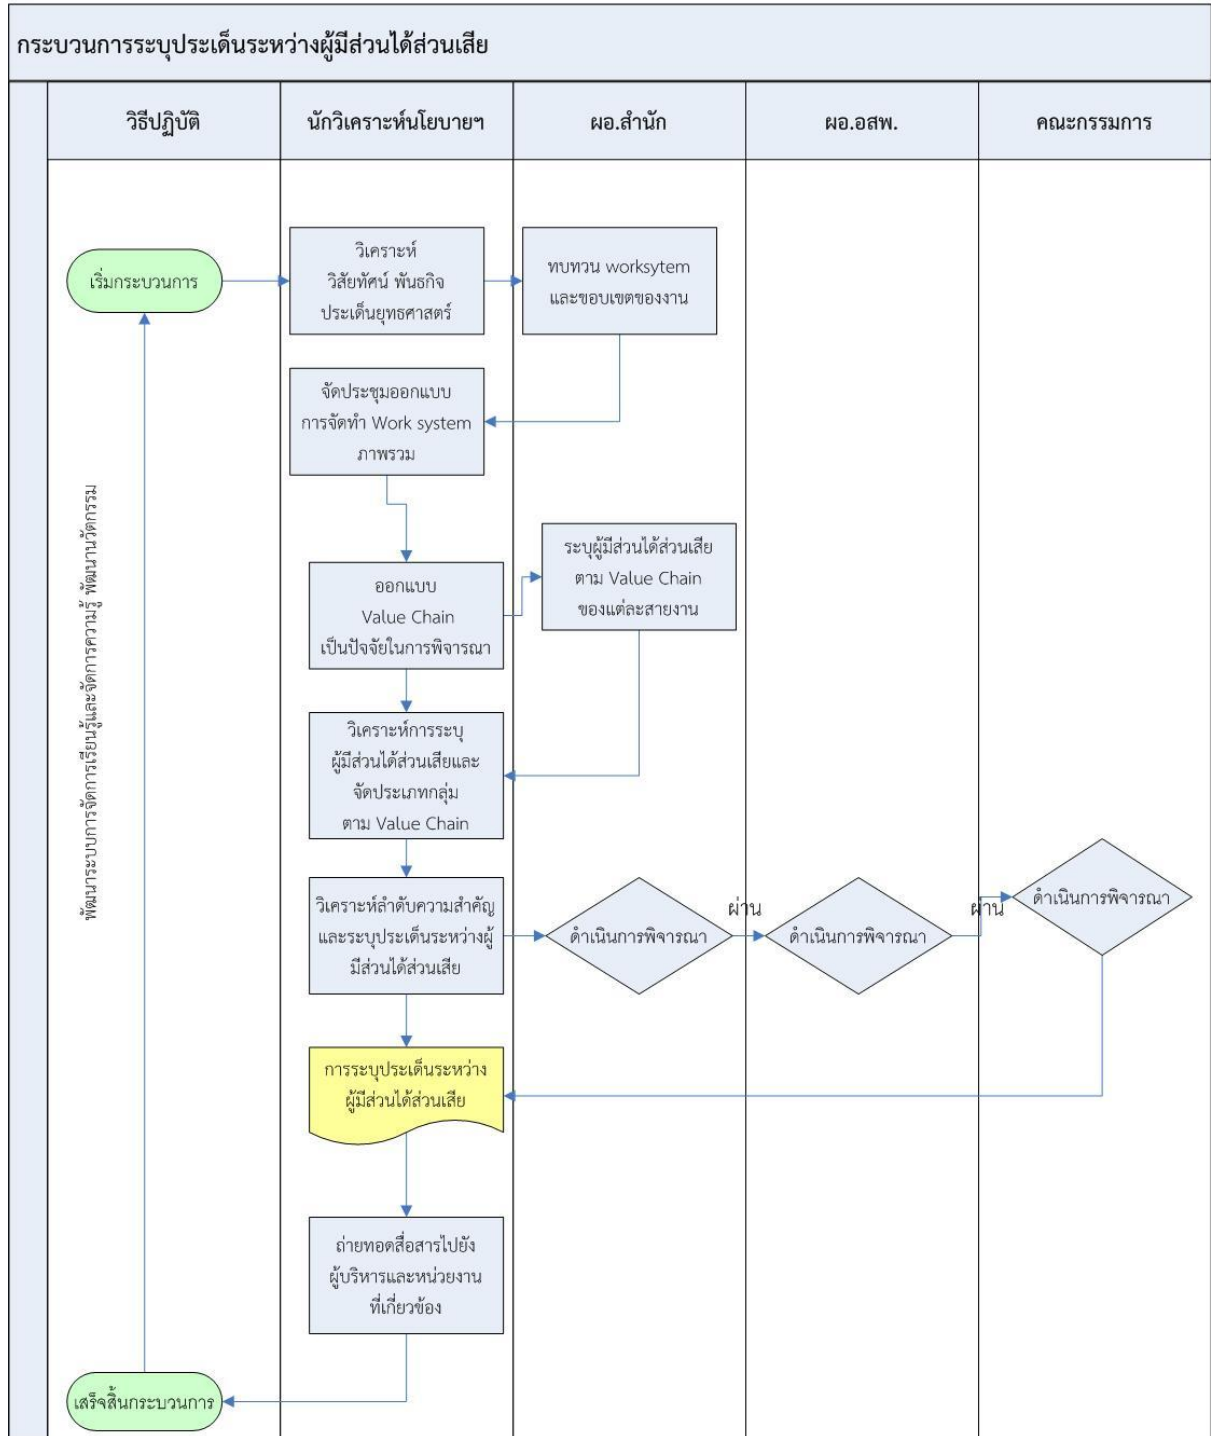 กระบวนการระบุประเด็นระหว่างผู้มีส่วนได้ส่วนเสีย
วิธีปฏิบัติ
นักวิเคราะห์นโยบายฯ
ผอ.สำนัก
ผอ.อสพ.
คณะกรรมการ
เริ่มกระบวนการ
วิเคราะห์
วิสัยทัศน์ พันธกิจ
ประเด็นยุทธศาสตร์
ทบทวน worksytem
และขอบเขตของงาน
จัดประชุมออกแบบ
การจัดทำ Work system
ภาพรวม
ออกแบบ
Value Chain
เป็นปัจจัยในการพิจารณา
ระบุผู้มีส่วนได้ส่วนเสีย
ตาม Value Chain
ของแต่ละสายงาน
วิเคราะห์การระบุ
ผู้มีส่วนได้ส่วนเสียและ
จัดประเภทกลุ่ม
ตาม Value Chain
วิเคราะห์ลำดับความสำคัญ
และระบุประเด็นระหว่างผู้
มีส่วนได้ส่วนเสีย
ดำเนินการพิจารณา
ผ่าน
ดำเนินการพิจารณา
ผ่าน
ดำเนินการพิจารณา
การระบุประเด็นระหว่าง
ผู้มีส่วนได้ส่วนเสีย
ถ่ายทอดสื่อสารไปยัง
ผู้บริหารและหน่วยงาน
ที่เกี่ยวข้อง
เสร็จสิ้นกระบวนการ
พัฒนาระบบการจัดการเรียนรู้และจัดการความรู้ พัฒนานวัตกรรม